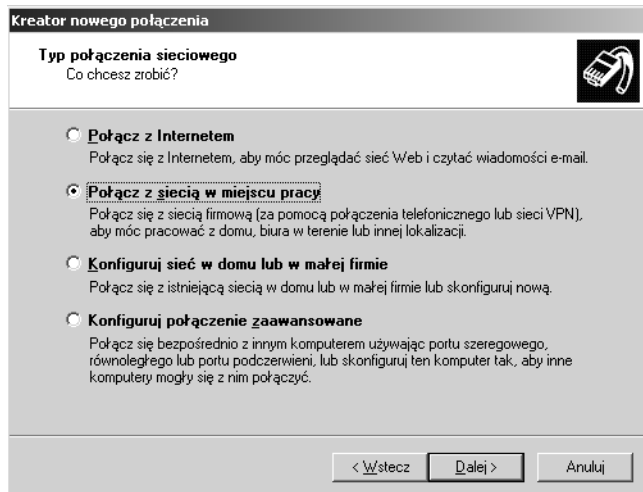 Kreator nowego połączenia
Typ połączenia sieciowego
Co chcesz zrobić?
Połącz z Internetem
Połącz się z Internetem, aby móc przeglądać sieć Web i czytać wiadomości e-mail.
Połącz z siecią w miejscu pracy
Połącz się z siecią firmową (za pomocą połączenia telefonicznego lub sieci VPN),
aby móc pracować z domu, biura w terenie lub innej lokalizacji.
Konfiguruj sieć w domu lub w małej firmie
Połącz się z istniejącą siecią w domu lub w małej firmie lub skonfiguruj nową.
Konfiguruj połączenie zaawansowane
Połącz się bezpośrednio z innym komputerem używając portu szeregowego,
równoległego lub portu podczerwieni, lub skonfiguruj ten komputer tak, aby inne
komputery mogły się z nim połączyć.
< Wstecz Dalej > Anuluj